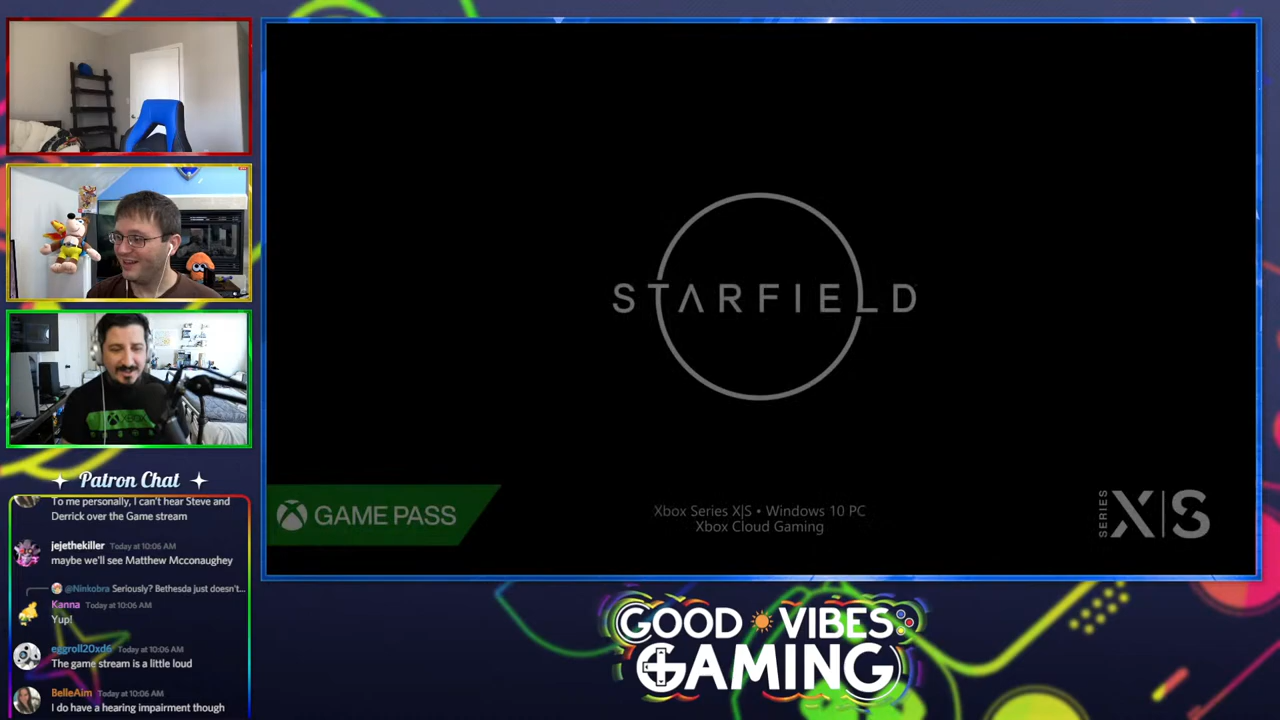 STARFIELD
GAME PASS
Xbox Series X|S • Windows 10 PC
Xbox Cloud Gaming
SERIES X|S
XBOX
Patron Chat
To me personally, I can't hear Steve and
Derrick over the Game stream
jejethekiller Today at 10:06 AM
maybe we'll see Matthew Mcconaughey
@Ninkobra Seriously? Bethesda just doesn't...
Kanna Today at 10:06 AM
Yup!
eggroll20xd6 Today at 10:06 AM
The game stream is a little loud
BelleAim Today at 10:06 AM
I do have a hearing impairment though
GOOD VIBES
GAMING